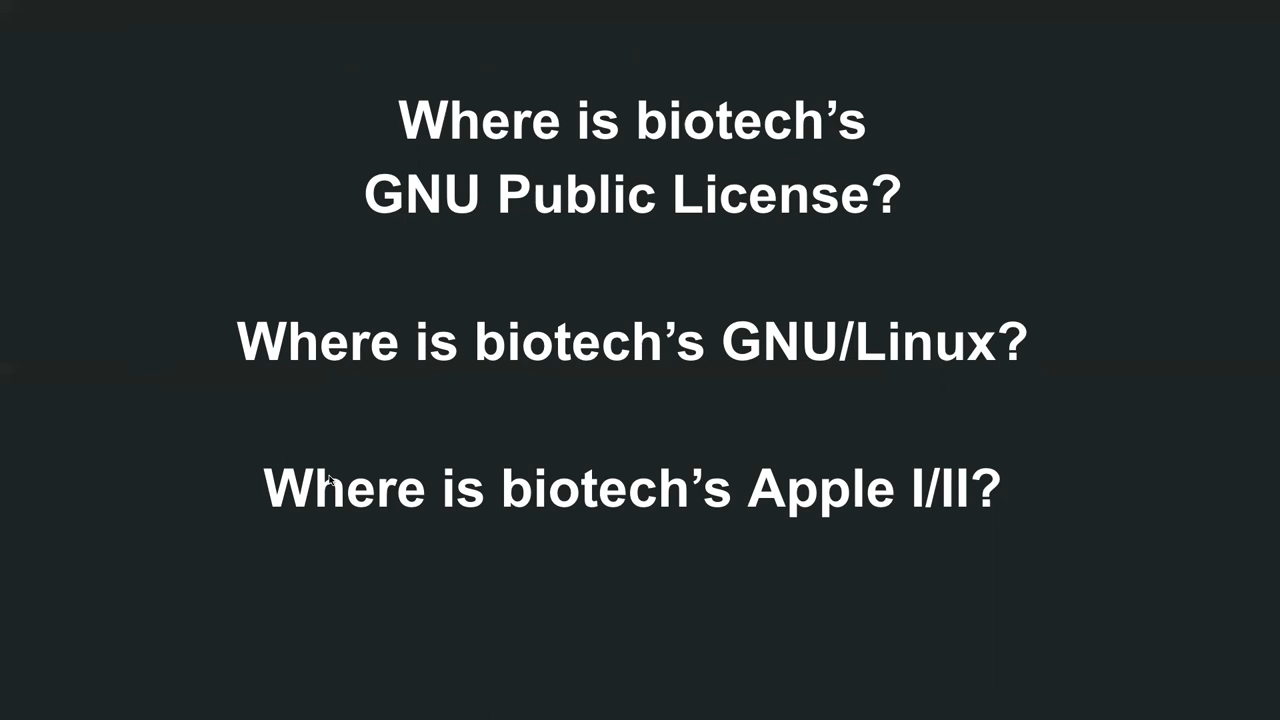 Where is biotech’s
GNU Public License?
Where is biotech’s GNU/Linux?
Where is biotech’s Apple I/II?